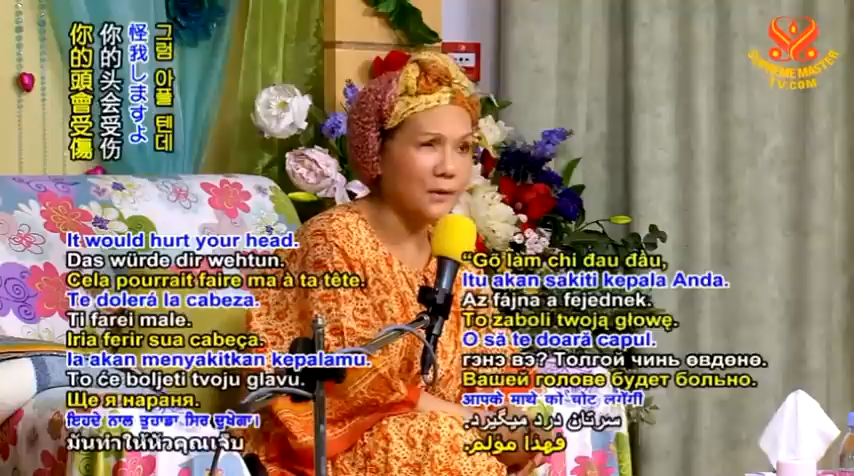 你的頭會受傷
你的头会受伤
怪我しますよ
그럼 아플 텐데
SUPREME MASTER
TV.COM
It would hurt your head.
Das würde dir wehtun.
Cela pourrait faire ma à ta tête.
Te dolerá la cabeza.
Ti farei male.
Iria ferir sua cabeça.
Ia akan menyakitkan kepalamu.
To će boljeti tvoju glavu.
Ще я нараня.
ਇਹਦੇ ਨਾਲ ਤੁਹਾਡਾ ਸਿਰ ਦੁਖੇਗਾ।
มันทำให้หัวคุณเจ็บ
“Gõ làm chi đau đầu,
Itu akan sakiti kepala Anda.
Az fájna a fejednek.
To zaboli twoją głowę.
O să te doară capul.
гэнэ вэ? Толгой чинь өвдөнө.
Вашей голове будет больно.
आपके माथे को चोट लगेगी
سرتان درد میگیرد.
فهذا مؤلم.